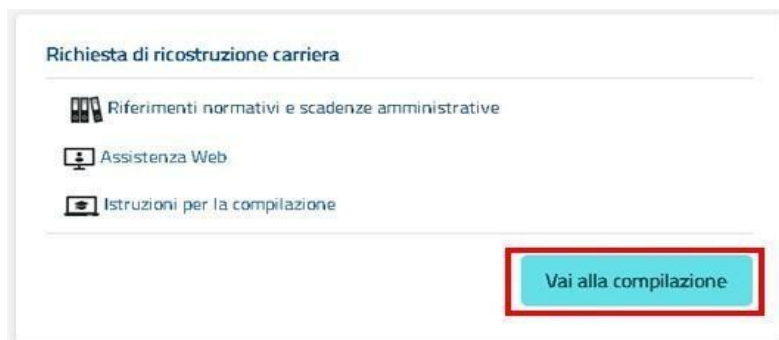 Richiesta di ricostruzione carriera
Riferimenti normativi e scadenze amministrative
Assistenza Web
Istruzioni per la compilazione
Vai alla compilazione